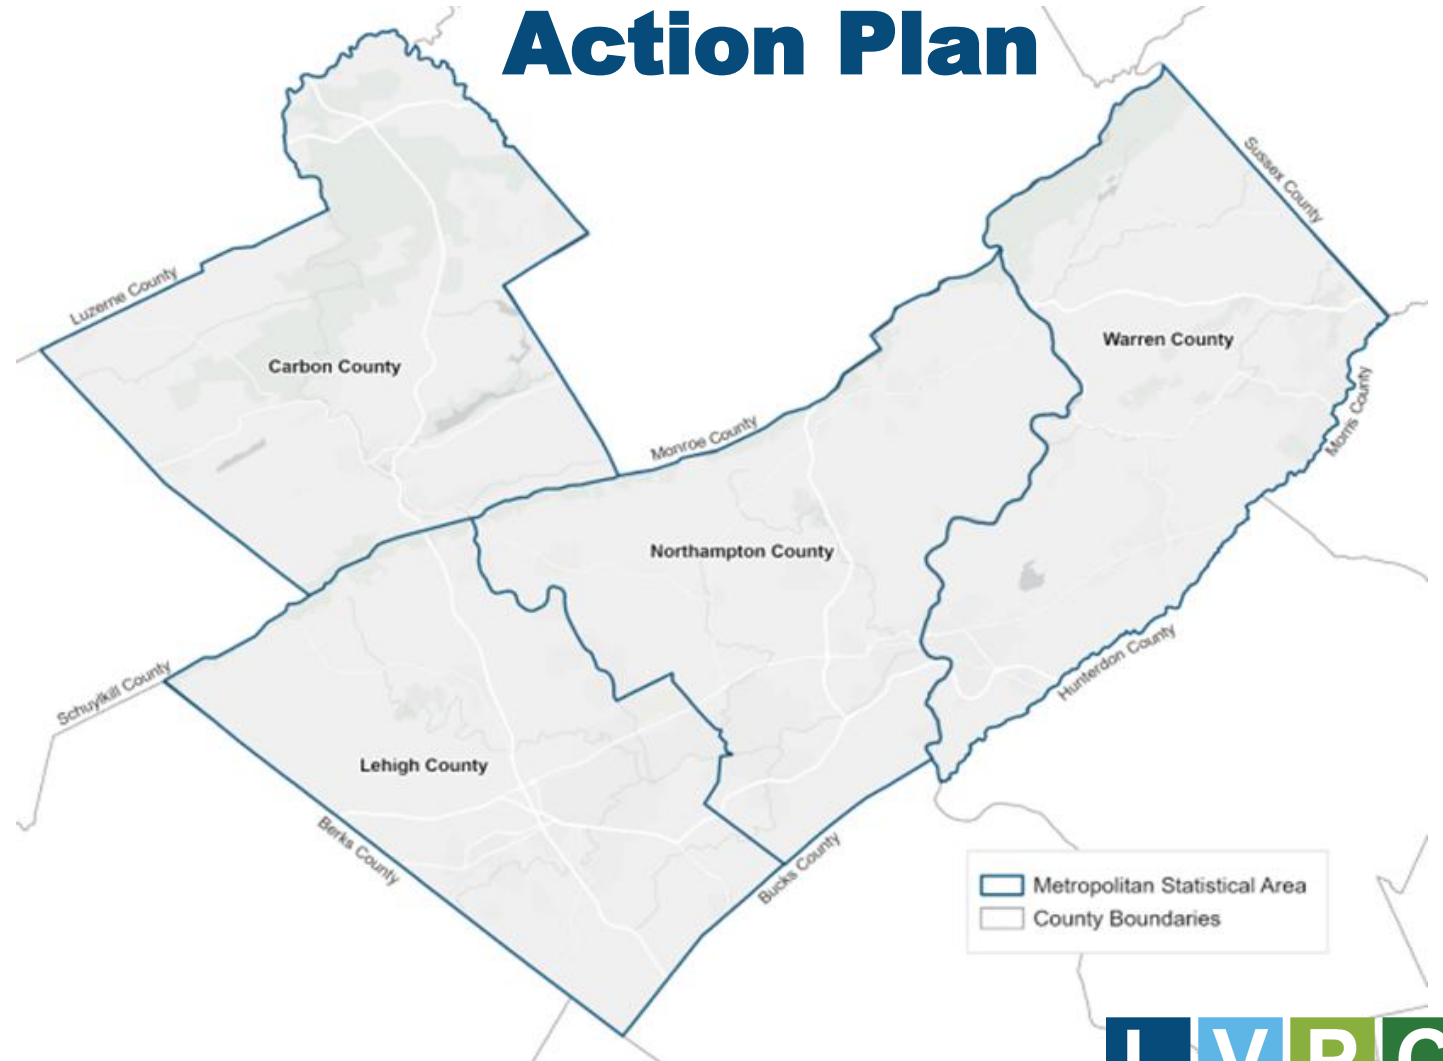 Action Plan
Sussex County
Luzerne County
Warren County
Carbon County
Morris County
Monroe County
Northampton County
Hunterdon County
Schuylkill County
Lehigh County
Berks County
Bucks County
Metropolitan Statistical Area
County Boundaries
LVPC